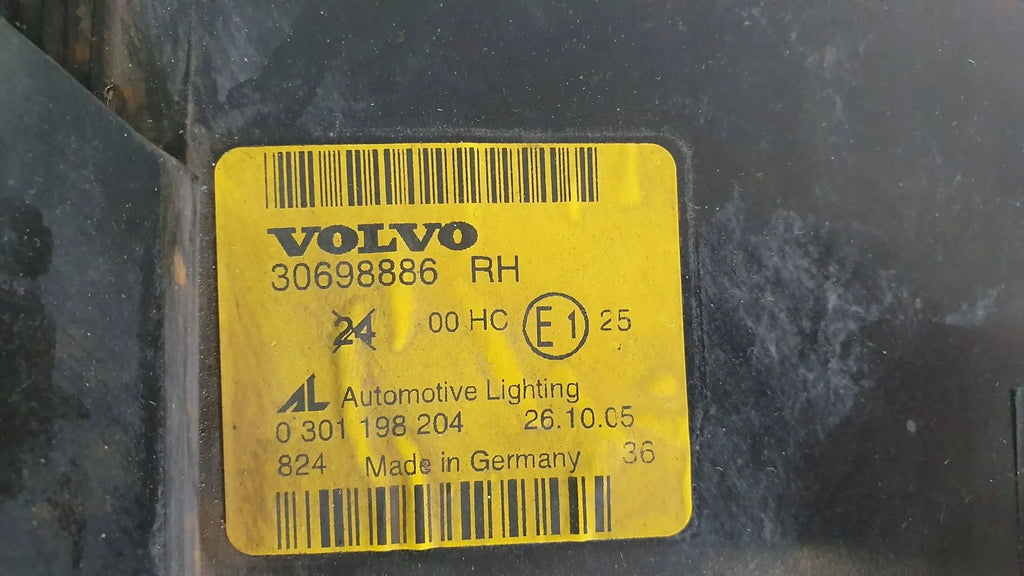 VOLVO
30698886 RH
24 00 HC E1 25
AL Automotive Lighting
0 301 198 204 26.10.05
824 Made in Germany 36